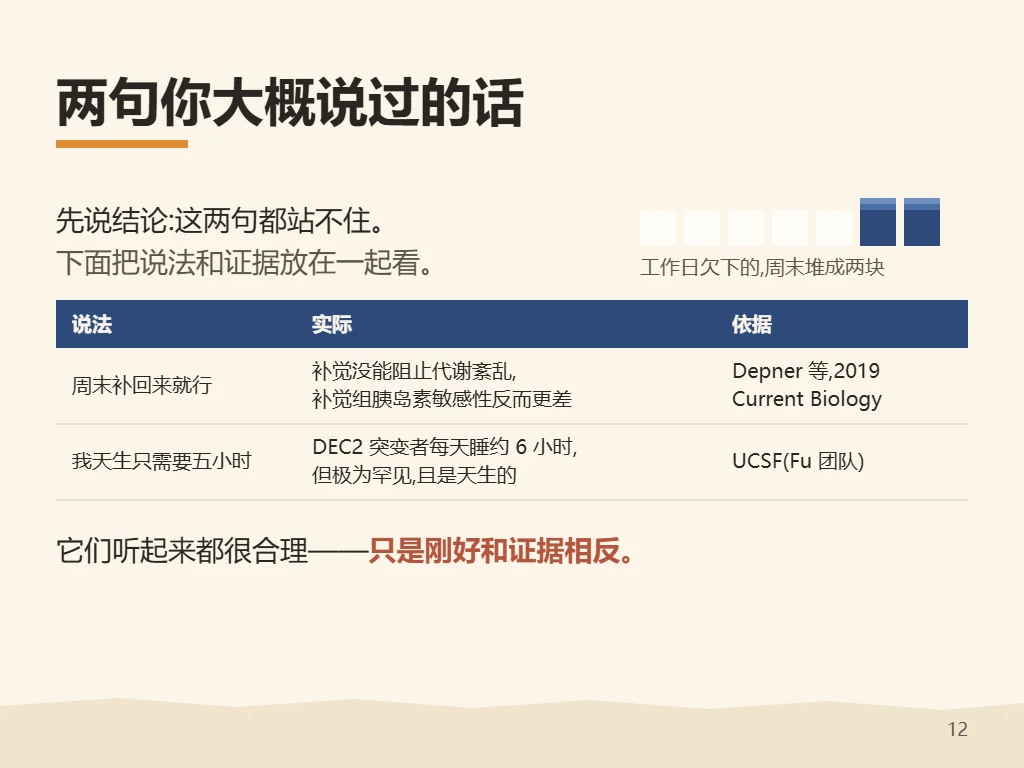 两句你大概说过的话
先说结论:这两句都站不住。
下面把说法和证据放在一起看。
工作日欠下的,周末堆成两块
说法 实际 依据
周末补回来就行
补觉没能阻止代谢紊乱,
补觉组胰岛素敏感性反而更差
Depner 等,2019
Current Biology
我天生只需要五小时
DEC2 突变者每天睡约 6 小时,
但极为罕见,且是天生的
UCSF(Fu 团队)
它们听起来都很合理——只是刚好和证据相反。
12